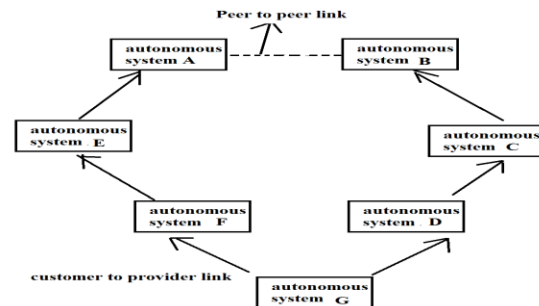 Peer to peer link
autonomous
system A
autonomous
system B
autonomous
system . E
autonomous
system . C
autonomous
system F
autonomous
system . D
customer to provider link
autonomous
system G